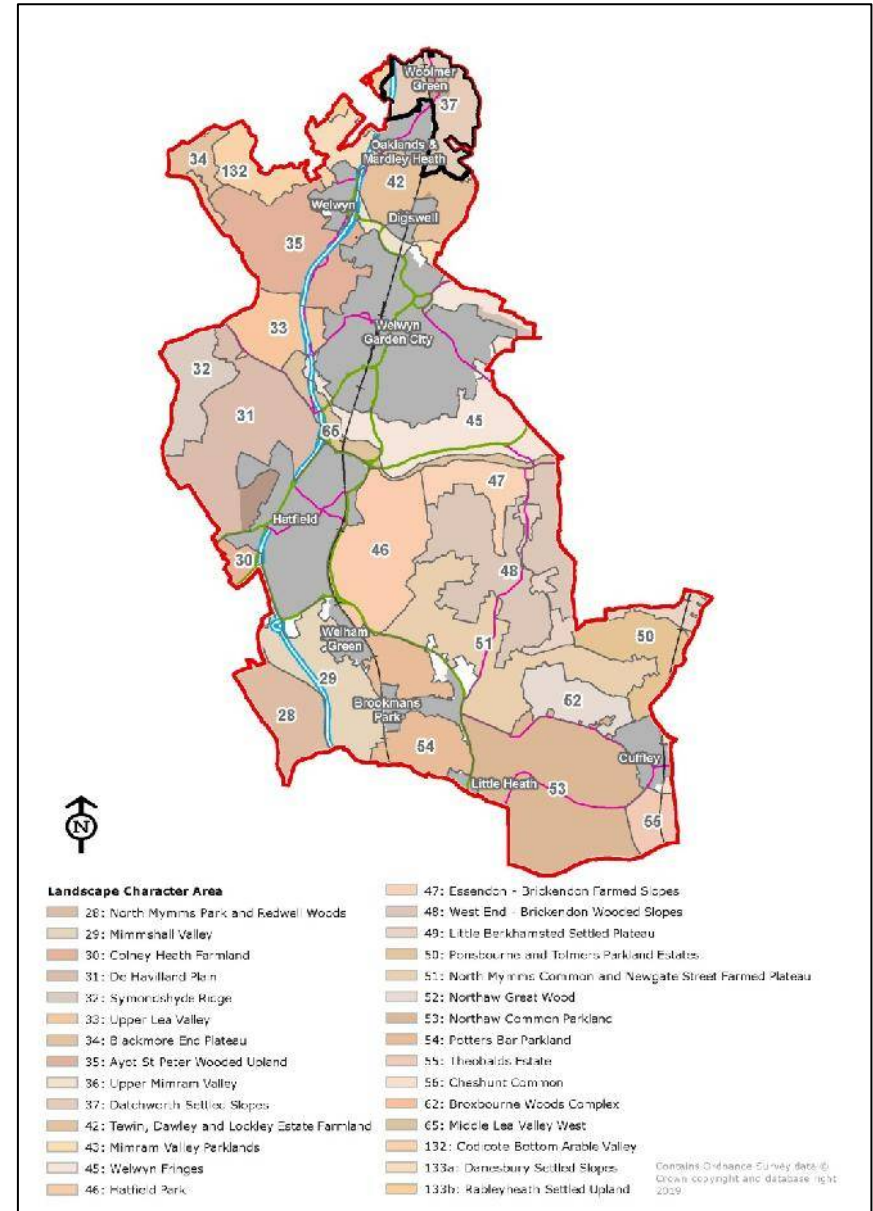 Woolmer
Green
37
Oaklands &
Mardley Heath
34
132
42
Welwyn
Digswell
35
33
Welwyn
Garden City
32
31
45
65
47
Hatfield
46
30
48
Welham
Green
51
50
29
52
28
Brookmans
Park
54
Cuffley
Little Heath
53
55
N
Landscape Character Area
28: North Mymms Park and Redwell Woods
29: Mimmshall Valley
30: Colney Heath Farmland
31: De Havilland Plain
32: Symondshyde Ridge
33: Upper Lea Valley
34: Blackmore End Plateau
35: Ayot St Peter Wooded Upland
36: Upper Mimram Valley
37: Datchworth Settled Slopes
42: Tewin, Dawley and Lockley Estate Farmland
43: Mimram Valley Parklands
45: Welwyn Fringes
46: Hatfield Park
47: Essendon - Brickendon Farmed Slopes
48: West End - Brickendon Wooded Slopes
49: Little Berkhamsted Settled Plateau
50: Ponsbourne and Tolmers Parkland Estates
51: North Mymms Common and Newgate Street Farmed Plateau
52: Northaw Great Wood
53: Northaw Common Parkland
54: Potters Bar Parkland
55: Theobalds Estate
56: Cheshunt Common
62: Broxbourne Woods Complex
65: Middle Lea Valley West
132: Codicote Bottom Arable Valley
133a: Danesbury Settled Slopes
133b: Rableyheath Settled Upland
Contains Ordnance Survey data ©
Crown copyright and database right
2019